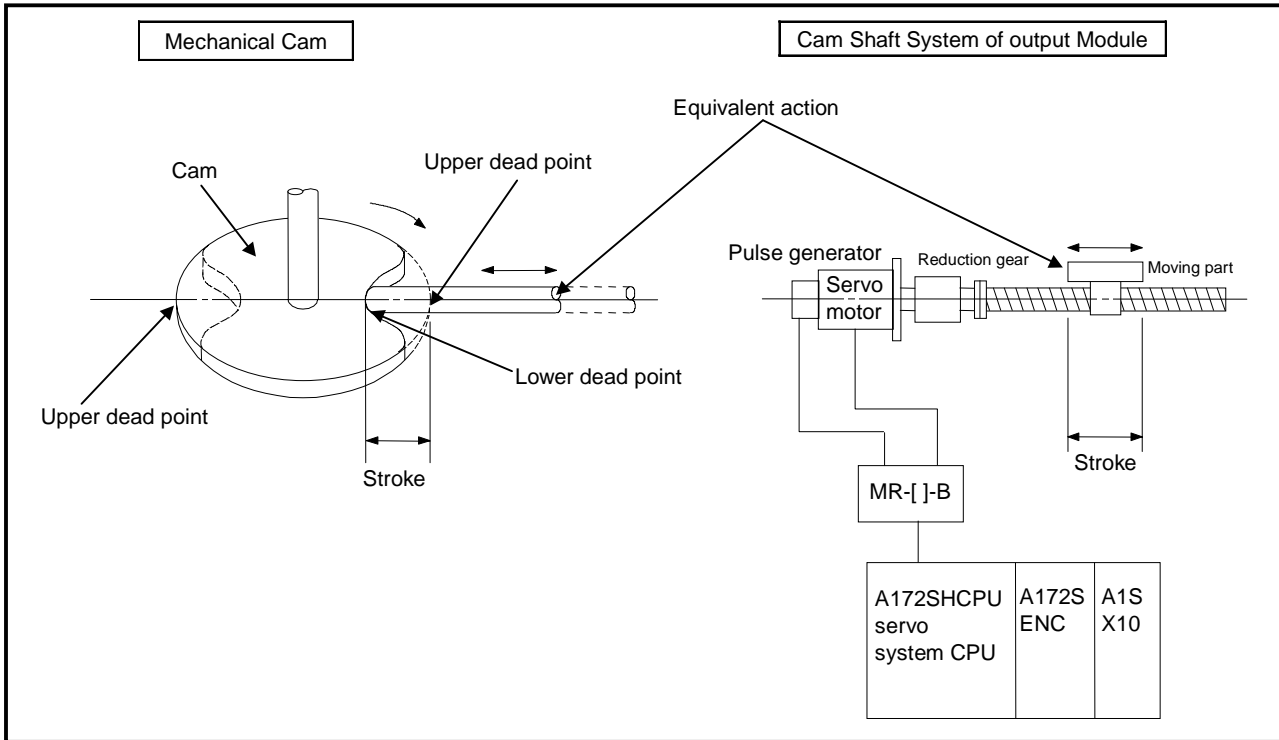 Mechanical Cam
Cam Shaft System of output Module
Equivalent action
Cam
Upper dead point
Pulse generator
Reduction gear
Moving part
Servo
motor
Lower dead point
Upper dead point
Stroke
Stroke
MR-[ ]-B
A172SHCPU
servo
system CPU
A172S
ENC
A1S
X10